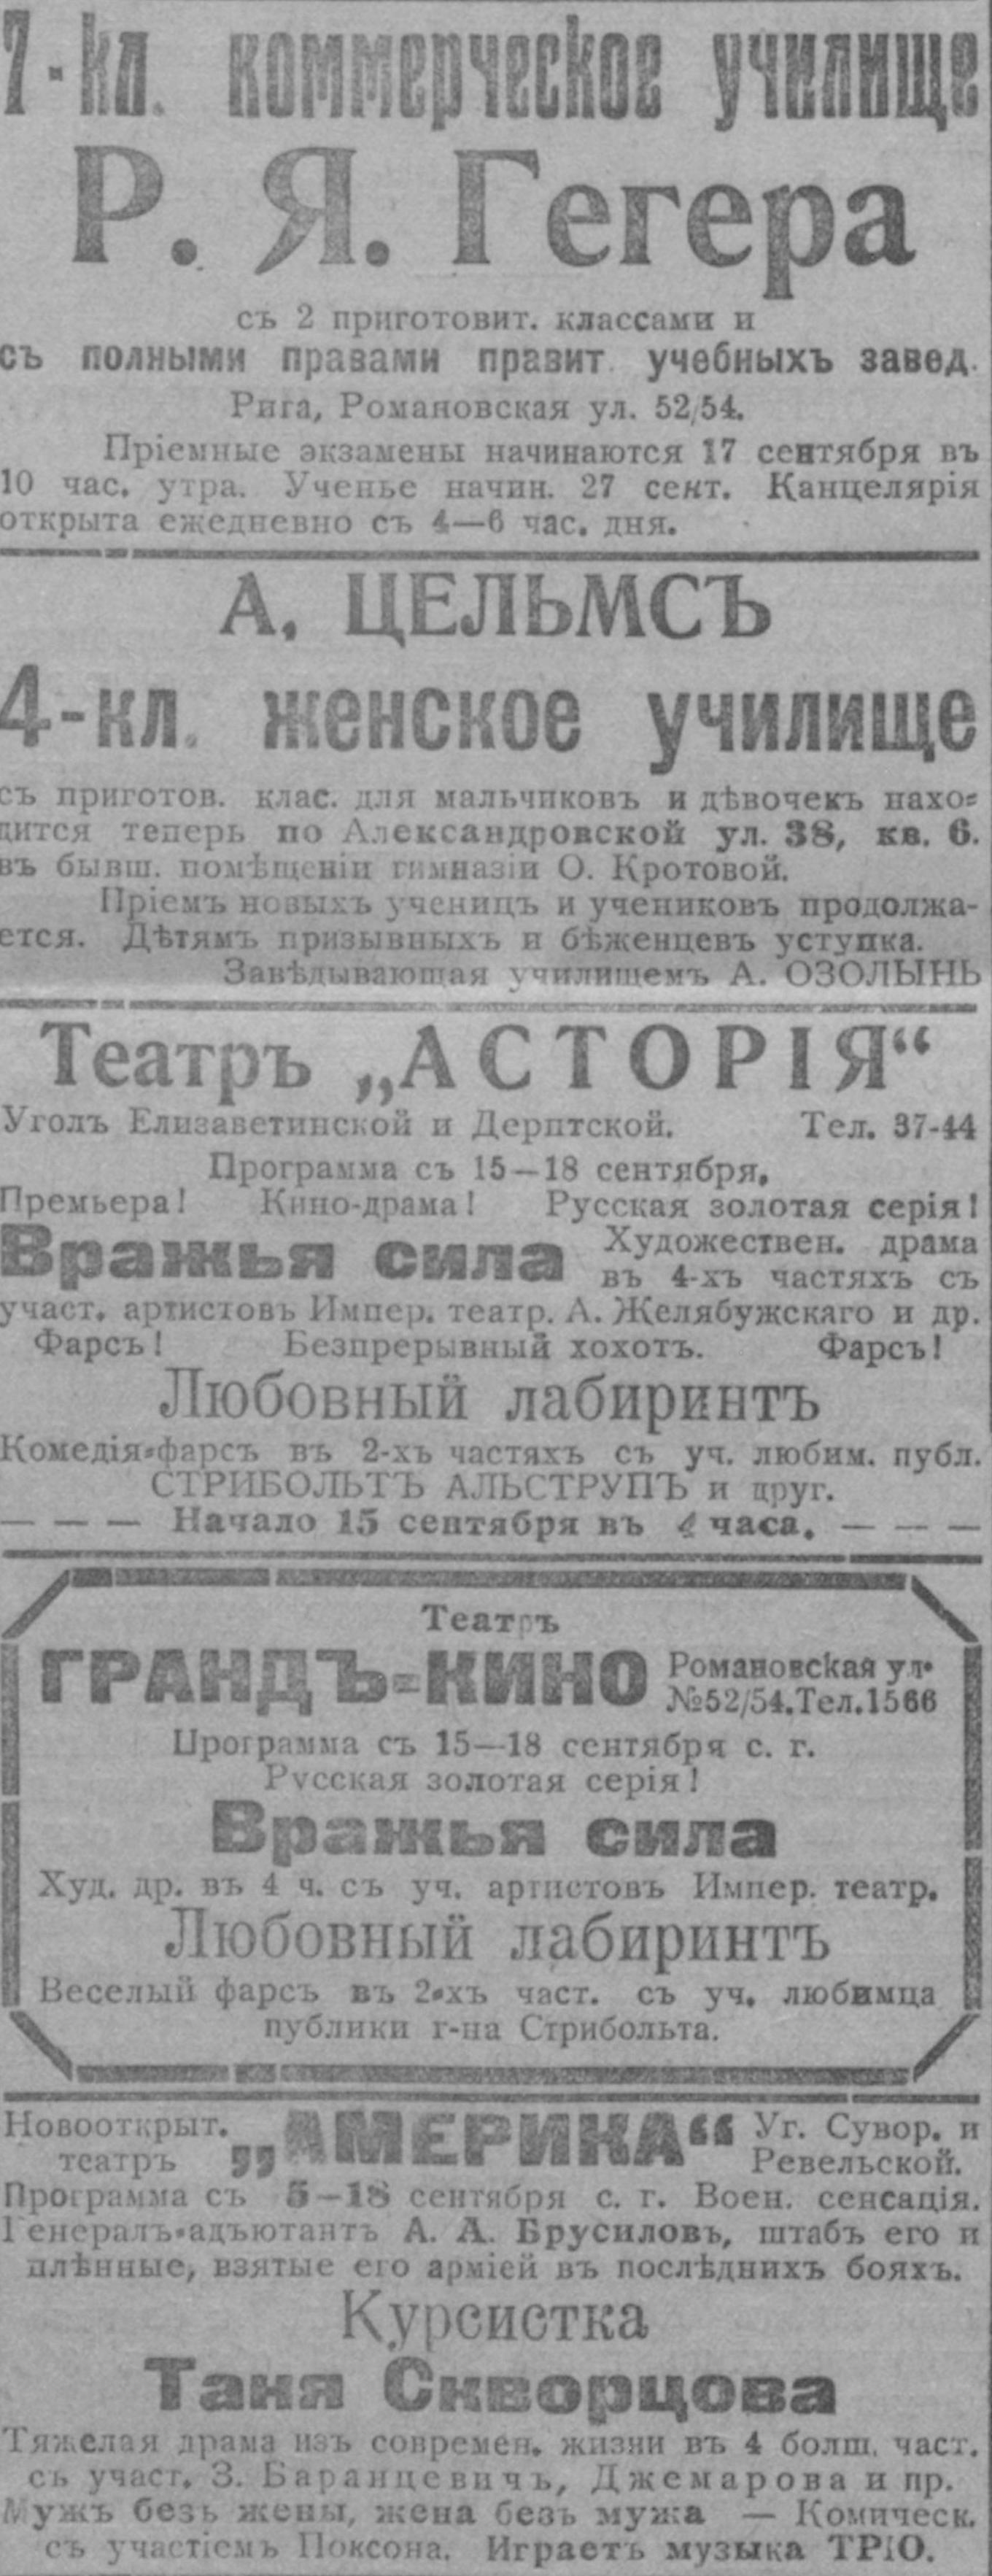 7-кл. коммерческое училище
Р. Я. Гегера
съ 2 приготовит. классами и
съ полными правами правит. учебныхъ завед.
Рига, Романовская ул. 52/54.
Пріемные экзамены начинаются 17 сентября въ
10 час. утра. Ученье начин. 27 сент. Канцелярія
открыта ежедневно съ 4—6 час. дня.
А. ЦЕЛЬМСЪ
4-кл. женское училище
съ приготов. клас. для мальчиковъ и дѣвочекъ нахо-
дится теперь по Александровской ул. 38, кв. 6.
въ бывш. помѣщеніи гимназіи О. Кротовой.
Пріемъ новыхъ ученицъ и учениковъ продолжа-
ется. Дѣтямъ призывныхъ и бѣженцевъ уступка.
Завѣдывающая училищемъ А. ОЗОЛЫНЬ
Театръ „АСТОРІЯ“
Уголъ Елизаветинской и Дерптской. Тел. 37-44
Программа съ 15—18 сентября.
Премьера! Кино-драма! Русская золотая серія!
Вражья сила Художествен. драма
въ 4-хъ частяхъ съ
участ. артистовъ Импер. театр. А. Желябужскаго и др.
Фарсъ! Безпрерывный хохотъ. Фарсъ!
Любовный лабиринтъ
Комедія-фарсъ въ 2-хъ частяхъ съ уч. любим. публ.
СТРИБОЛЬТЪ АЛЬСТРУПЪ и друг.
— — — Начало 15 сентября въ 4 часа. — — —
Театръ
ГРАНДЪ-КИНО Романовская ул.
№52/54. Тел. 1566
Программа съ 15—18 сентября с. г.
Русская золотая серія!
Вражья сила
Худ. др. въ 4 ч. съ уч. артистовъ Импер. театр.
Любовный лабиринтъ
Веселый фарсъ въ 2-хъ част. съ уч. любимца
публики г-на Стрибольта.
Новооткрыт. „АМЕРИКА“ Уг. Сувор. и
театръ Ревельской.
Программа съ 5—18 сентября с. г. Воен. сенсація.
Генералъ-адъютантъ А. А. Брусиловъ, штабъ его и
плѣнные, взятые его арміей въ послѣднихъ бояхъ.
Курсистка
Таня Скворцова
Тяжелая драма изъ современ. жизни въ 4 болш. част.
съ участ. З. Баранцевичъ, Джемарова и пр.
Мужъ безъ жены, жена безъ мужа — Комическ.
съ участіемъ Поксона. Играетъ музыка ТРІО.